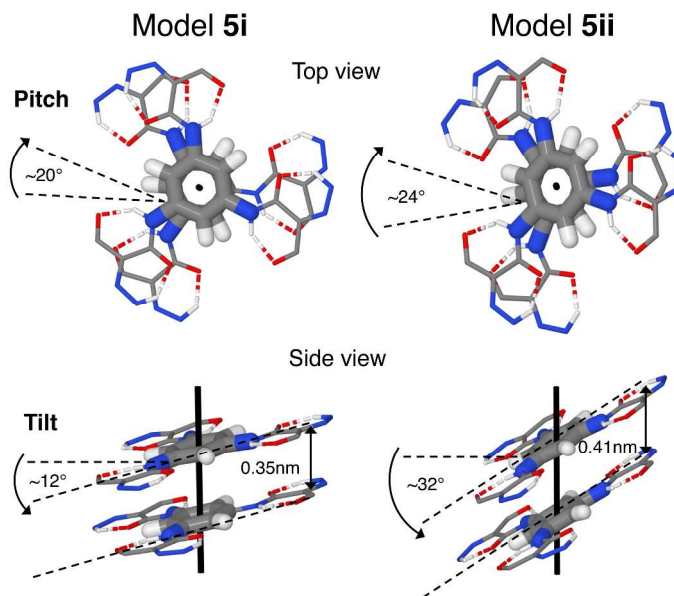 Model 5i
Model 5ii
Top view
Pitch
~20°
~24°
Side view
Tilt
~12°
0.35nm
~32°
0.41nm